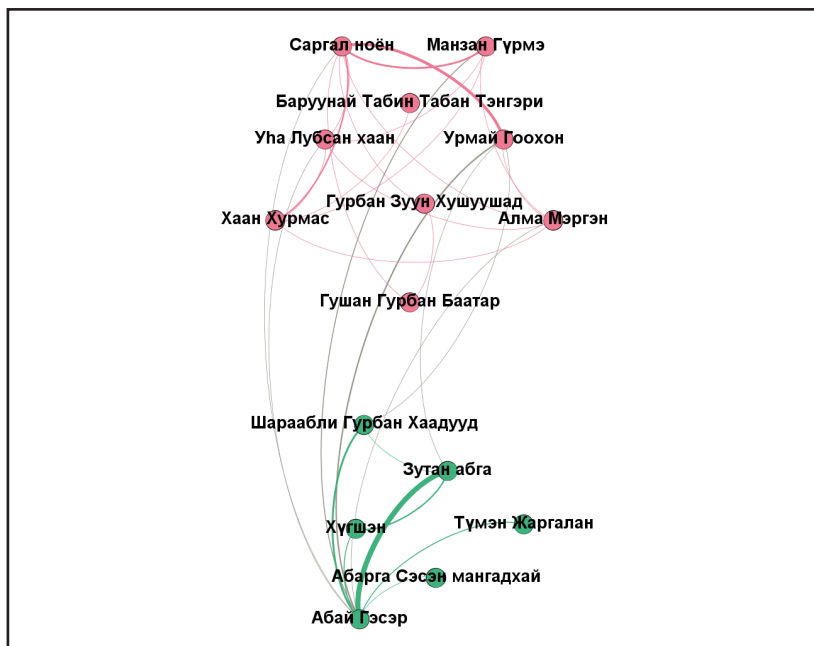 Саргал ноён
Манзан Гүрмэ
Баруунай Табин Табан Тэнгэри
Уһа Лубсан хаан
Урмай Гоохон
Гурбан Зуун Хушуушад
Хаан Хурмас
Алма Мэргэн
Гушан Гурбан Баатар
Шараабли Гурбан Хаадууд
Зутан абга
Хүгшэн
Түмэн Жаргалан
Абарга Сэсэн мангадхай
Абай Гэсэр